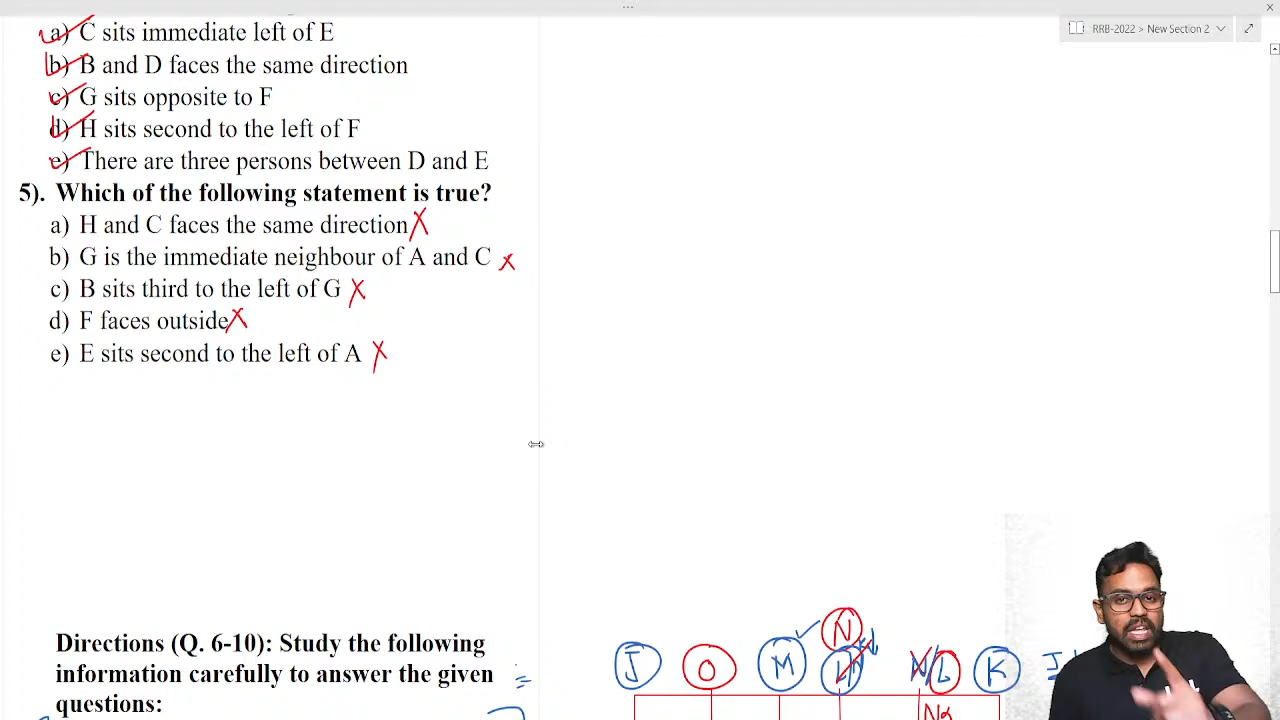 RRB-2022 > New Section 2
a) C sits immediate left of E
b) B and D faces the same direction
c) G sits opposite to F
d) H sits second to the left of F
e) There are three persons between D and E
5). Which of the following statement is true?
a) H and C faces the same direction X
b) G is the immediate neighbour of A and C x
c) B sits third to the left of G X
d) F faces outside X
e) E sits second to the left of A X
Directions (Q. 6-10): Study the following
information carefully to answer the given
questions:
N
J O M L N/L K